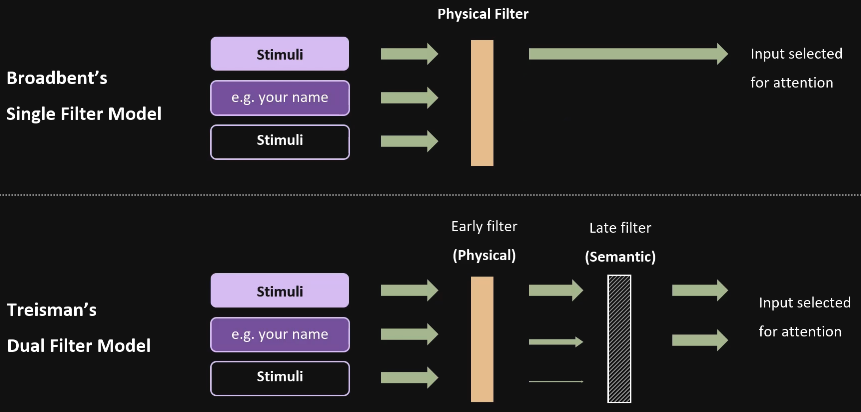 Physical Filter
Broadbent's
Single Filter Model
Stimuli
e.g. your name
Stimuli
Input selected
for attention
Early filter
(Physical)
Late filter
(Semantic)
Treisman's
Dual Filter Model
Stimuli
e.g. your name
Stimuli
Input selected
for attention